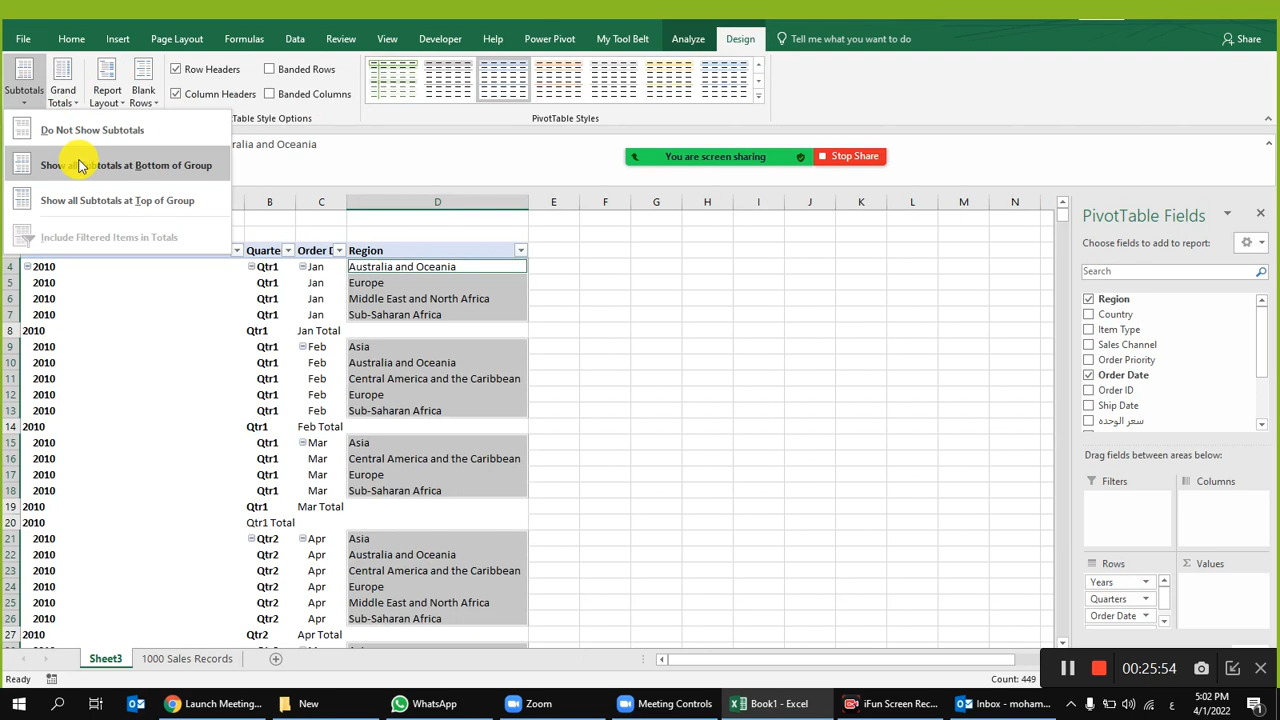 File Home Insert Page Layout Formulas Data Review View Developer Help Power Pivot My Tool Belt Analyze Design Tell me what you want to do Share
Subtotals
Grand Totals
Report Layout
Blank Rows
Row Headers
Banded Rows
Column Headers
Banded Columns
Table Style Options
PivotTable Styles
Do Not Show Subtotals
Show all Subtotals at Bottom of Group
Show all Subtotals at Top of Group
Include Filtered Items in Totals
ralia and Oceania
You are screen sharing Stop Share
B C D E F G H I J K L M N
Quarte Order D Region
4 2010 Qtr1 Jan Australia and Oceania
5 2010 Qtr1 Jan Europe
6 2010 Qtr1 Jan Middle East and North Africa
7 2010 Qtr1 Jan Sub-Saharan Africa
8 2010 Qtr1 Jan Total
9 2010 Qtr1 Feb Asia
10 2010 Qtr1 Feb Australia and Oceania
11 2010 Qtr1 Feb Central America and the Caribbean
12 2010 Qtr1 Feb Europe
13 2010 Qtr1 Feb Sub-Saharan Africa
14 2010 Qtr1 Feb Total
15 2010 Qtr1 Mar Asia
16 2010 Qtr1 Mar Central America and the Caribbean
17 2010 Qtr1 Mar Europe
18 2010 Qtr1 Mar Sub-Saharan Africa
19 2010 Qtr1 Mar Total
20 2010 Qtr1 Total
21 2010 Qtr2 Apr Asia
22 2010 Qtr2 Apr Australia and Oceania
23 2010 Qtr2 Apr Central America and the Caribbean
24 2010 Qtr2 Apr Europe
25 2010 Qtr2 Apr Middle East and North Africa
26 2010 Qtr2 Apr Sub-Saharan Africa
27 2010 Qtr2 Apr Total
PivotTable Fields
Choose fields to add to report:
Search
Region
Country
Item Type
Sales Channel
Order Priority
Order Date
Order ID
Ship Date
سعر الوحده
Drag fields between areas below:
Filters Columns
Rows Values
Years
Quarters
Order Date
Sheet3 1000 Sales Records
Ready Count: 449
00:25:54
Launch Meeting... New WhatsApp Zoom Meeting Controls Book1 - Excel iFun Screen Rec... Inbox - moham... ع 5:02 PM
4/1/2022